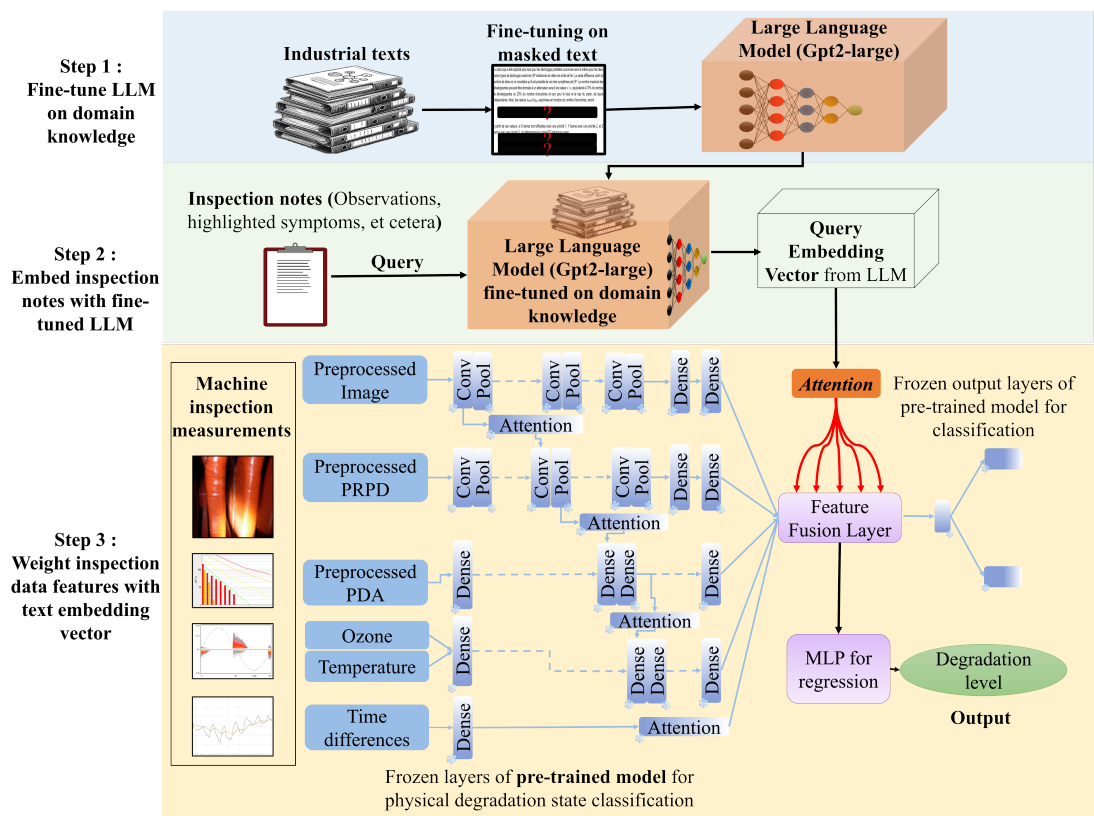 Step 1 :
Fine-tune LLM
on domain
knowledge
Industrial texts
Fine-tuning on
masked text
?
?
?
Large Language
Model (Gpt2-large)
Step 2 :
Embed inspection
notes with fine-
tuned LLM
Inspection notes (Observations,
highlighted symptoms, et cetera)
Query
Large Language
Model (Gpt2-large)
fine-tuned on domain
knowledge
Query
Embedding
Vector from LLM
Step 3 :
Weight inspection
data features with
text embedding
vector
Machine
inspection
measurements
Preprocessed
Image
Conv
Pool
Conv
Pool
Conv
Pool
Dense
Dense
Attention
Preprocessed
PRPD
Conv
Pool
Conv
Pool
Conv
Pool
Dense
Dense
Attention
Preprocessed
PDA
Dense
Dense
Dense
Dense
Attention
Ozone
Temperature
Dense
Dense
Dense
Dense
Time
differences
Dense
Attention
Frozen layers of pre-trained model for
physical degradation state classification
Attention
Frozen output layers of
pre-trained model for
classification
Feature
Fusion Layer
MLP for
regression
Degradation
level
Output